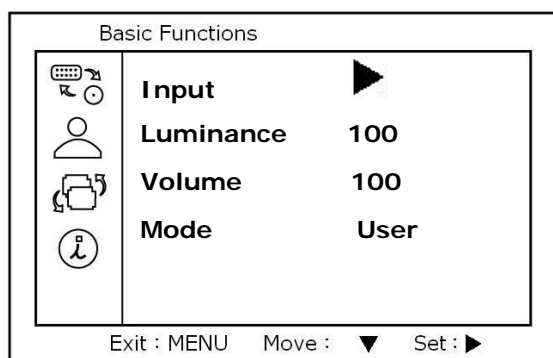 Basic Functions
Input ▶
Luminance 100
Volume 100
Mode User
Exit : MENU Move : ▼ Set : ▶